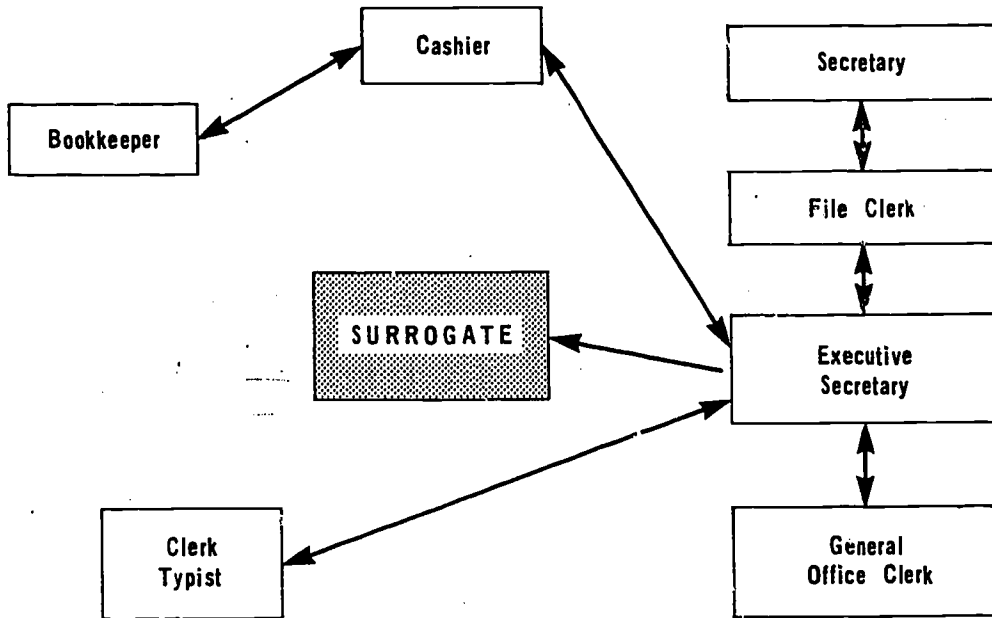 Cashier
Secretary
Bookkeeper
File Clerk
SURROGATE
Executive
Secretary
Clerk
Typist
General
Office Clerk